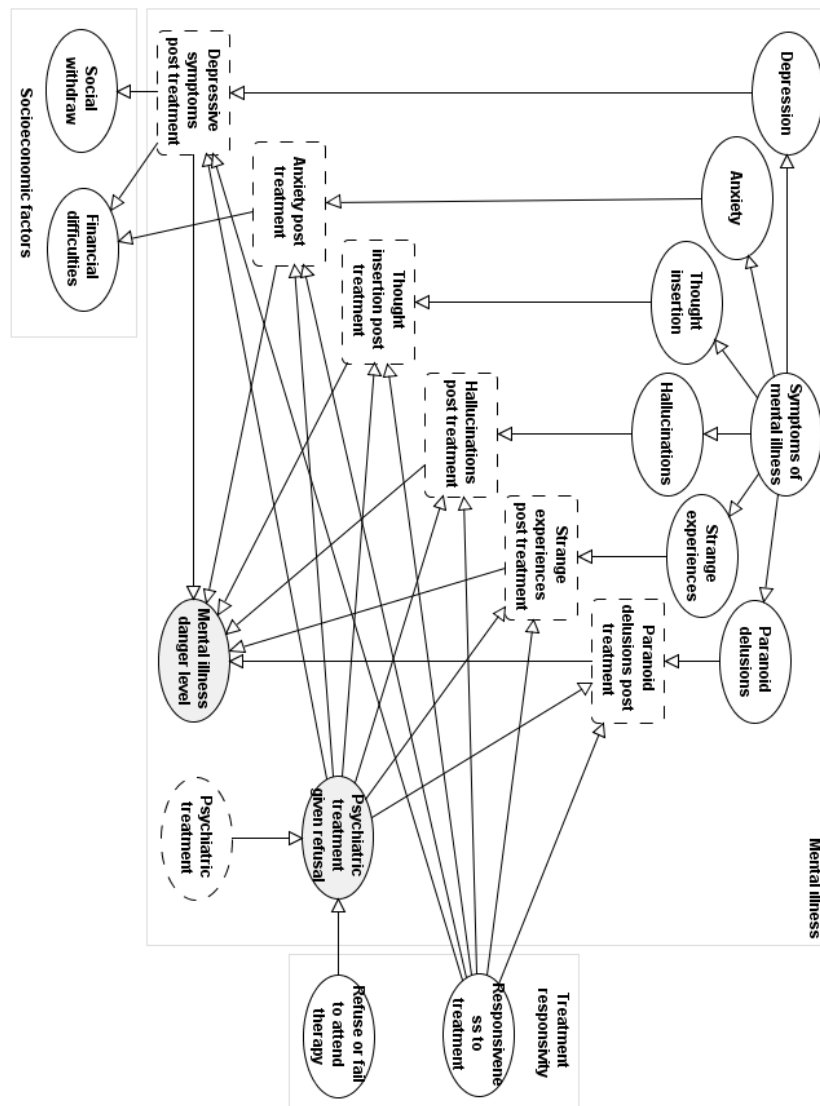 Mental illness
Symptoms of
mental illness
Depression
Anxiety
Thought
insertion
Hallucinations
Strange
experiences
Paranoid
delusions
Depressive
symptoms
post treatment
Anxiety post
treatment
Thought
insertion post
treatment
Hallucinations
post treatment
Strange
experiences
post treatment
Paranoid
delusions post
treatment
Treatment
responsivity
Responsivene
ss to
treatment
Refuse or fail
to attend
therapy
Psychiatric
treatment
given refusal
Psychiatric
treatment
Mental illness
danger level
Social
withdraw
Financial
difficulties
Socioeconomic factors